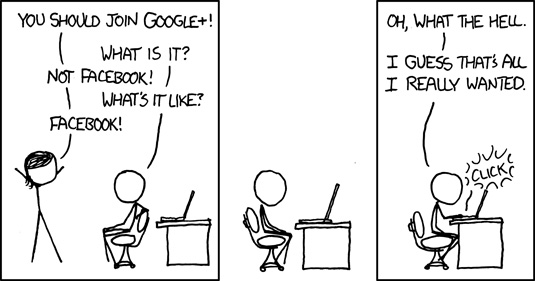 YOU SHOULD JOIN GOOGLE+!
WHAT IS IT?
NOT FACEBOOK!
WHAT'S IT LIKE?
FACEBOOK!
OH, WHAT THE HELL.
I GUESS THAT'S ALL
I REALLY WANTED.
CLICK